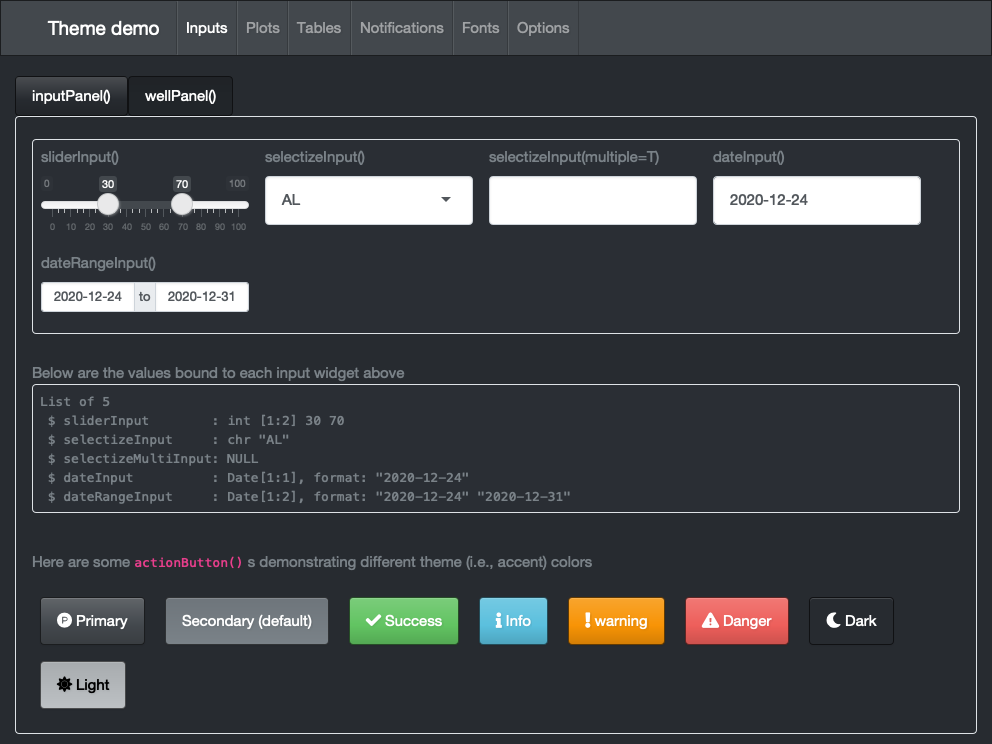 Theme demo Inputs Plots Tables Notifications Fonts Options
inputPanel() wellPanel()
sliderInput() selectizeInput() selectizeInput(multiple=T) dateInput()
0 30 70 100
AL 2020-12-24
0 10 20 30 40 50 60 70 80 90 100
dateRangeInput()
2020-12-24 to 2020-12-31
Below are the values bound to each input widget above
List of 5
$ sliderInput : int [1:2] 30 70
$ selectizeInput : chr "AL"
$ selectizeMultiInput: NULL
$ dateInput : Date[1:1], format: "2020-12-24"
$ dateRangeInput : Date[1:2], format: "2020-12-24" "2020-12-31"
Here are some actionButton() s demonstrating different theme (i.e., accent) colors
Primary Secondary (default) Success Info warning Danger Dark
Light